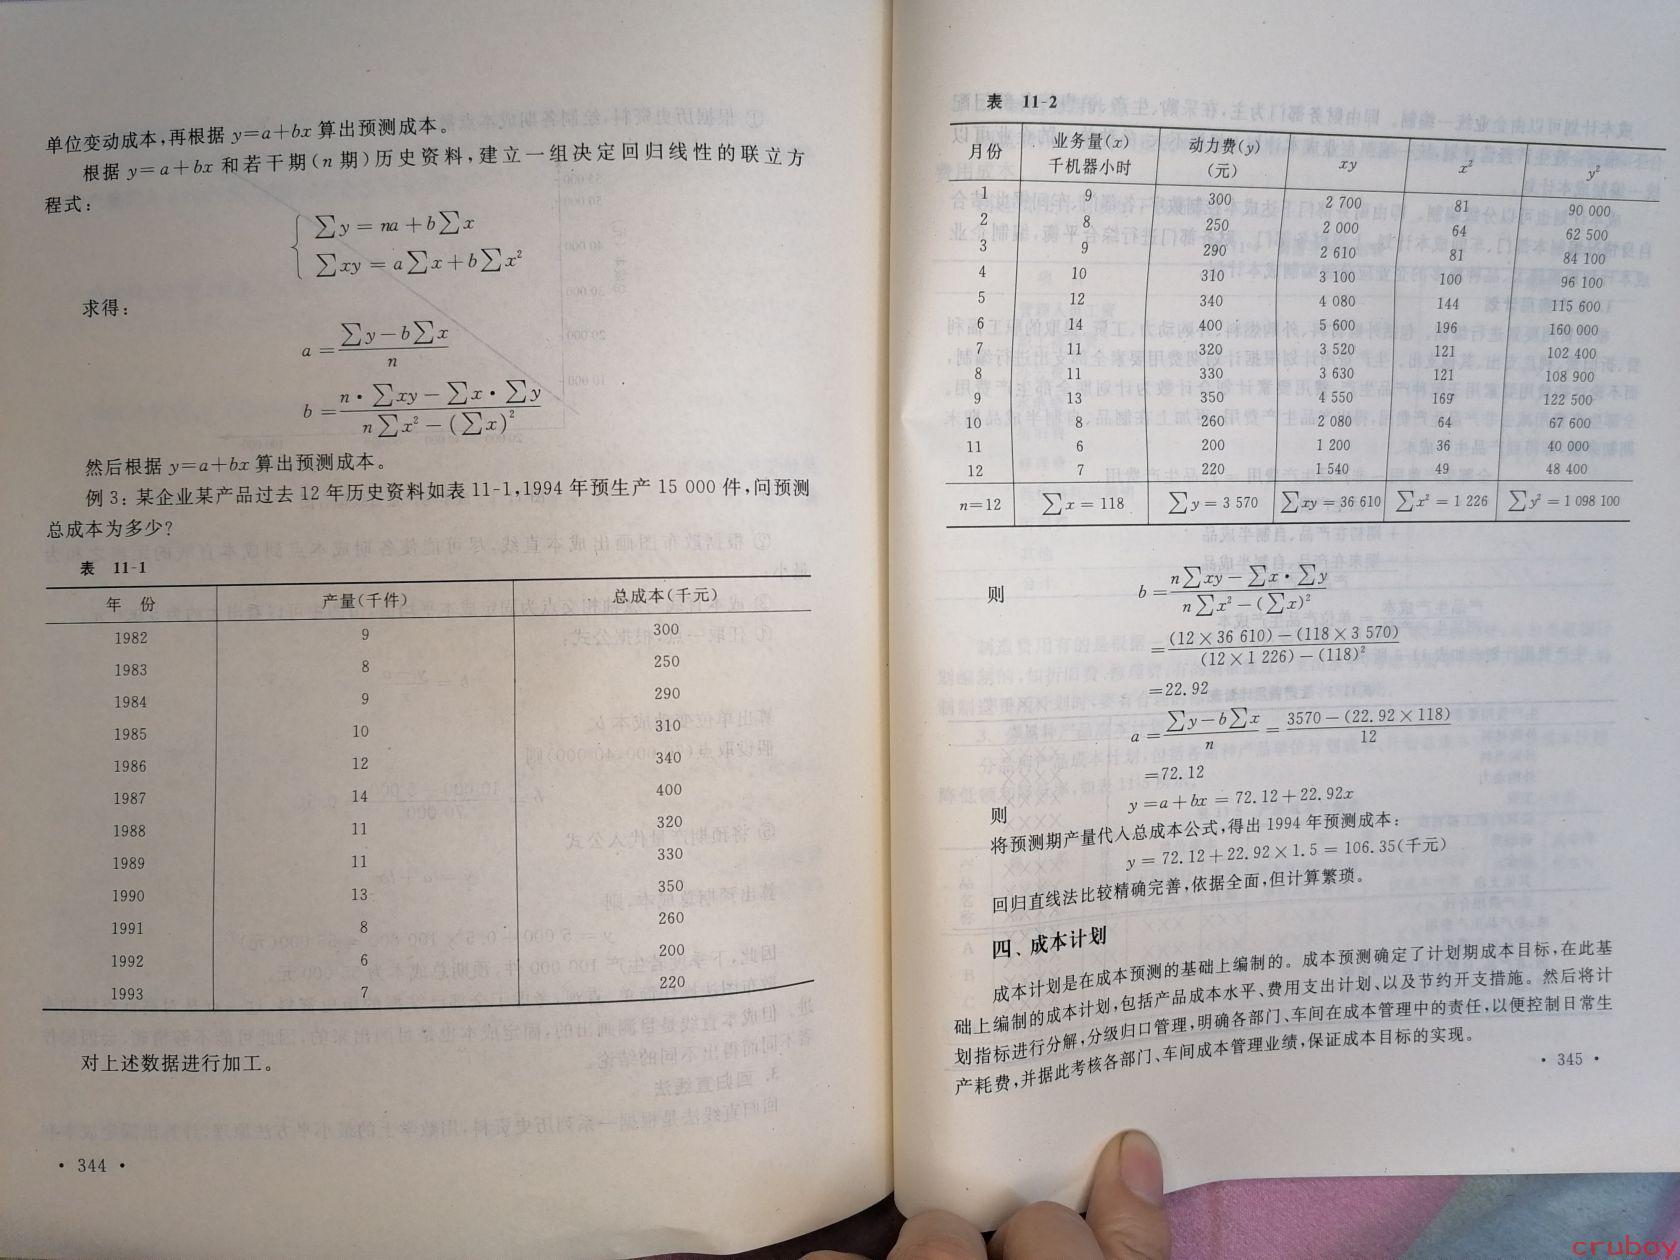 单位变动成本,再根据 y=a+bx 算出预测成本。
根据 y=a+bx 和若干期(n 期)历史资料,建立一组决定回归线性的联立方
程式:
∑y = na + b∑x
∑xy = a∑x + b∑x²
求得:
a = (∑y − b∑x) / n
b = (n·∑xy − ∑x·∑y) / (n∑x² − (∑x)²)
然后根据 y=a+bx 算出预测成本。
例 3: 某企业某产品过去 12 年历史资料如表 11-1,1994 年预生产 15 000 件,问预测
总成本为多少?
表 11-1
年 份 产量(千件) 总成本(千元)
1982 9 300
1983 8 250
1984 9 290
1985 10 310
1986 12 340
1987 14 400
1988 11 320
1989 11 330
1990 13 350
1991 8 260
1992 6 200
1993 7 220
对上述数据进行加工。
· 344 ·
表 11-2
月份 业务量(x) 千机器小时 动力费(y) (元) xy x² y²
1 9 300 2 700 81 90 000
2 8 250 2 000 64 62 500
3 9 290 2 610 81 84 100
4 10 310 3 100 100 96 100
5 12 340 4 080 144 115 600
6 14 400 5 600 196 160 000
7 11 320 3 520 121 102 400
8 11 330 3 630 121 108 900
9 13 350 4 550 169 122 500
10 8 260 2 080 64 67 600
11 6 200 1 200 36 40 000
12 7 220 1 540 49 48 400
n=12 ∑x = 118 ∑y = 3 570 ∑xy = 36 610 ∑x² = 1 226 ∑y² = 1 098 100
则 b = (n∑xy − ∑x·∑y) / (n∑x² − (∑x)²)
= ((12×36 610)−(118×3 570)) / ((12×1 226)−(118)²)
=22.92
a = (∑y−b∑x) / n = (3570−(22.92×118)) / 12
=72.12
则 y =a+bx = 72.12+22.92x
将预测期产量代入总成本公式,得出 1994 年预测成本:
y = 72.12+22.92×1.5 = 106.35(千元)
回归直线法比较精确完善,依据全面,但计算繁琐。
四、成本计划
成本计划是在成本预测的基础上编制的。成本预测确定了计划期成本目标,在此基
础上编制的成本计划,包括产品成本水平、费用支出计划、以及节约开支措施。然后将计
划指标进行分解,分级归口管理,明确各部门、车间在成本管理中的责任,以便控制日常生
产耗费,并据此考核各部门、车间成本管理业绩,保证成本目标的实现。
· 345 ·
cruboy